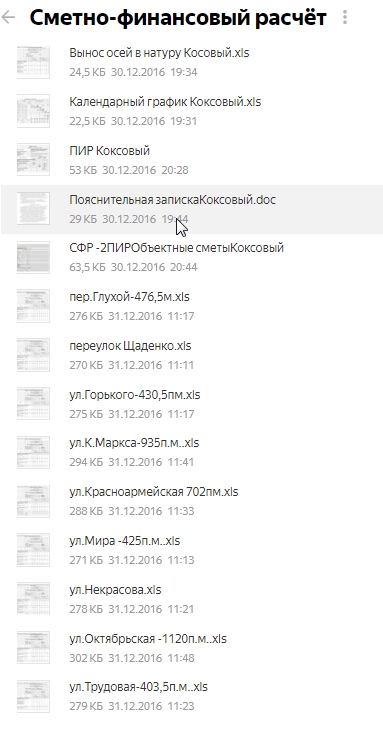 Сметно-финансовый расчёт
Вынос осей в натуру Косовый.xls
24,5 КБ 30.12.2016 19:34
Календарный график Коксовый.xls
22,5 КБ 30.12.2016 19:31
ПИР Коксовый
53 КБ 30.12.2016 20:28
Пояснительная запискаКоксовый.doc
29 КБ 30.12.2016 19:44
СФР -2ПИРОбъектные сметыКоксовый
63,5 КБ 30.12.2016 20:44
пер.Глухой-476,5м.xls
276 КБ 31.12.2016 11:17
переулок Щаденко.xls
270 КБ 31.12.2016 11:11
ул.Горького-430,5пм.xls
275 КБ 31.12.2016 11:17
ул.К.Маркса-935п.м..xls
294 КБ 31.12.2016 11:41
ул.Красноармейская 702пм.xls
288 КБ 31.12.2016 11:33
ул.Мира -425п.м..xls
271 КБ 31.12.2016 11:13
ул.Некрасова.xls
278 КБ 31.12.2016 11:21
ул.Октябрьская -1120п.м..xls
302 КБ 31.12.2016 11:48
ул.Трудовая-403,5п.м..xls
279 КБ 31.12.2016 11:23